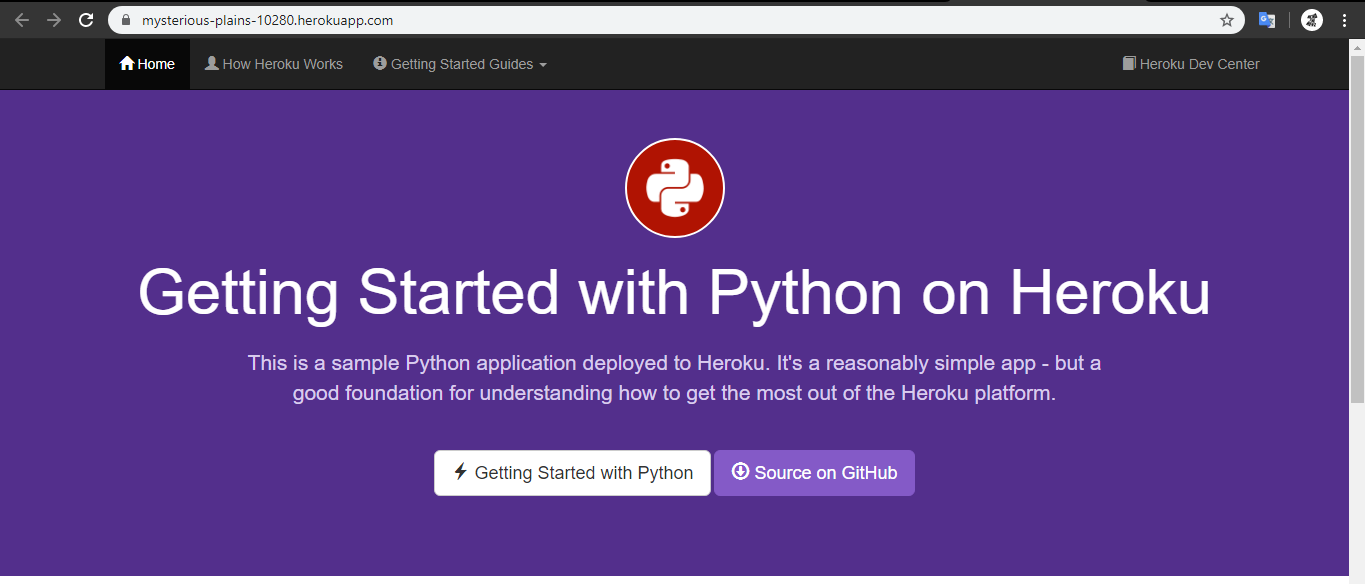 mysterious-plains-10280.herokuapp.com
Home How Heroku Works Getting Started Guides Heroku Dev Center
Getting Started with Python on Heroku
This is a sample Python application deployed to Heroku. It's a reasonably simple app - but a
good foundation for understanding how to get the most out of the Heroku platform.
Getting Started with Python Source on GitHub